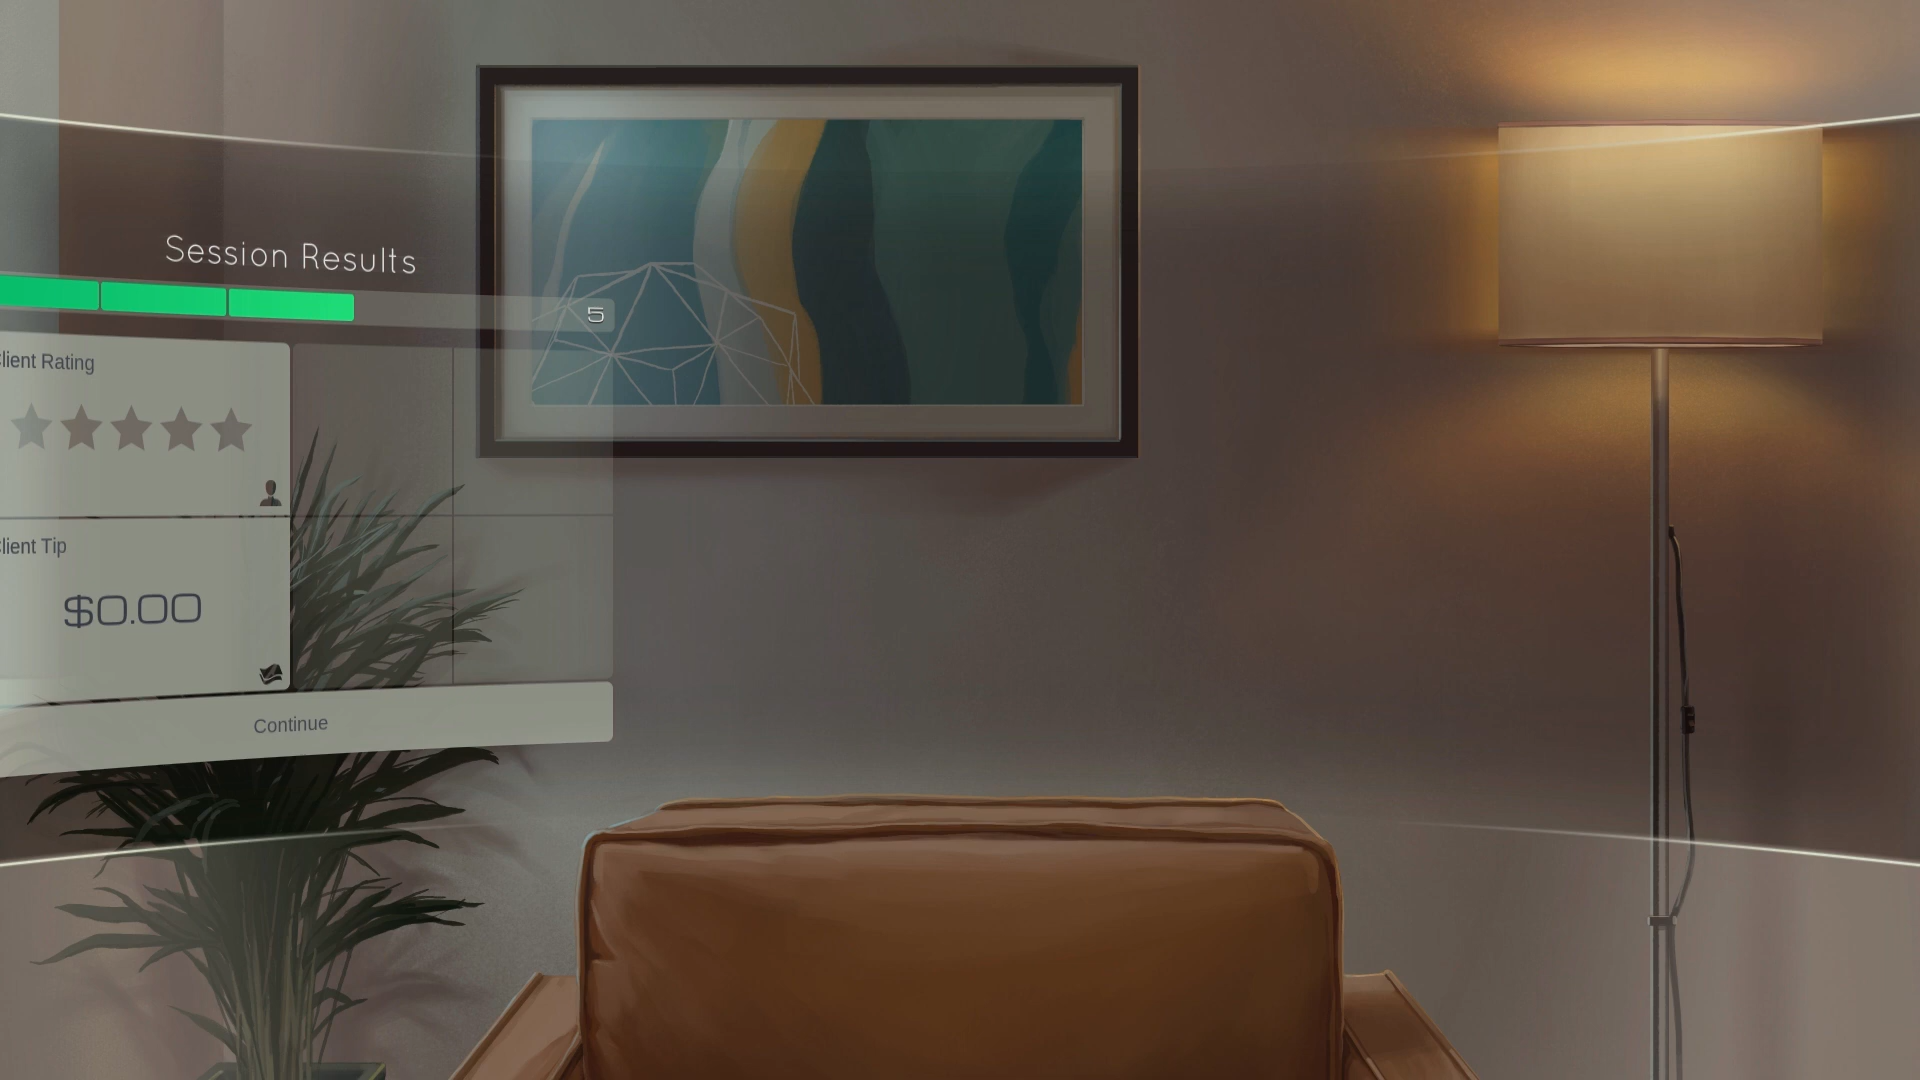 Session Results
5
lient Rating
lient Tip
$0.00
Continue